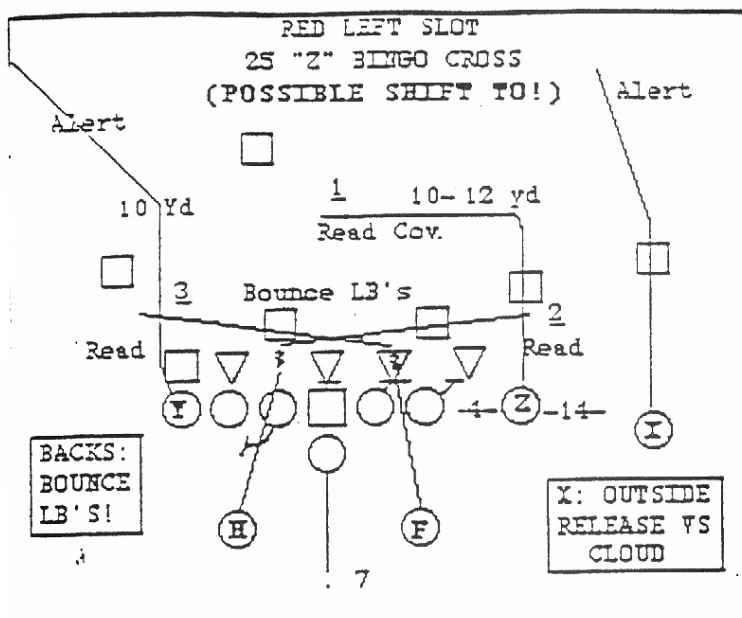 RED LEFT SLOT
25 "Z" BINGO CROSS
(POSSIBLE SHIFT TO!)
Alert
Alert
10 Yd
1
10-12 yd
Read Cov.
3
Bounce LB's
2
Read
Read
Y
4
Z
14
X
BACKS:
BOUNCE
LB'S!
H
F
X: OUTSIDE
RELEASE VS
CLOUD
7